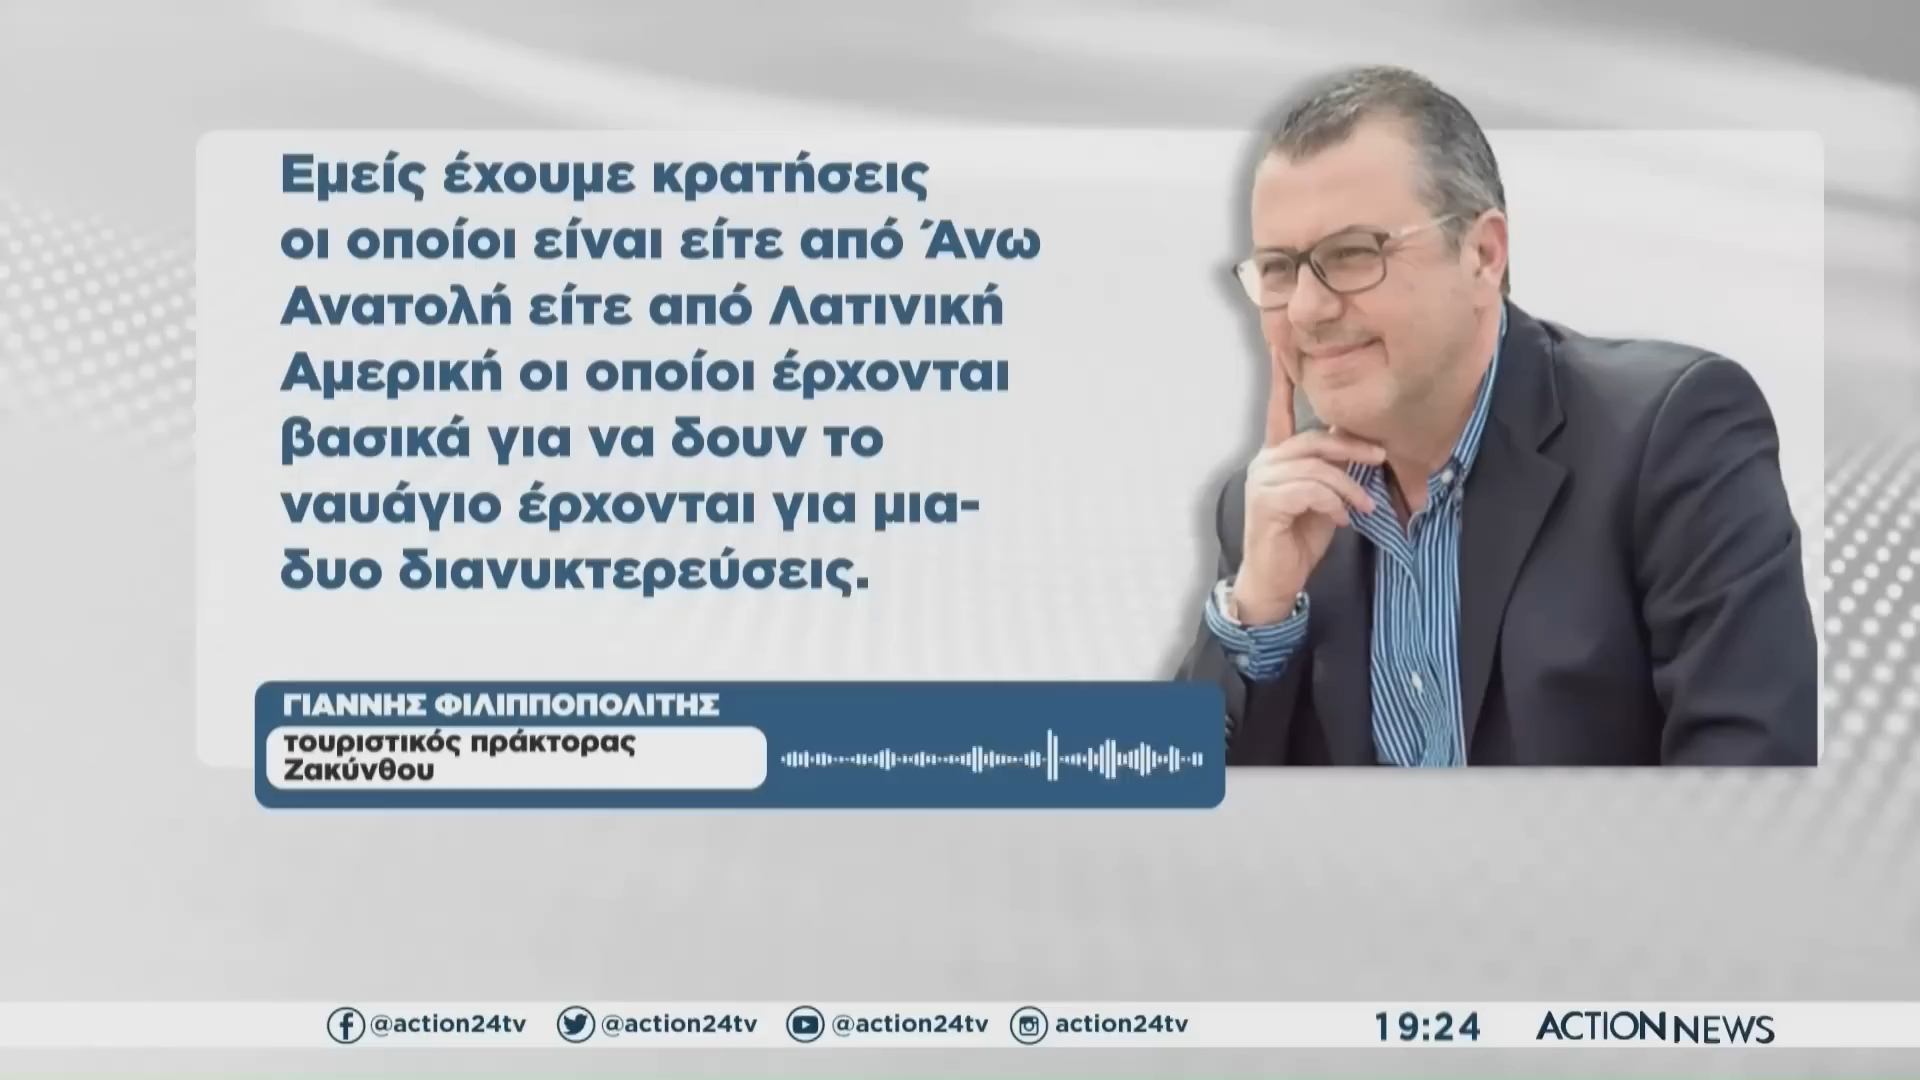 Εμείς έχουμε κρατήσεις
οι οποίοι είναι είτε από Άνω
Ανατολή είτε από Λατινική
Αμερική οι οποίοι έρχονται
βασικά για να δουν το
ναυάγιο έρχονται για μια-
δυο διανυκτερεύσεις.
ΓΙΑΝΝΗΣ ΦΙΛΙΠΠΟΠΟΛΙΤΗΣ
τουριστικός πράκτορας
Ζακύνθου
@action24tv @action24tv @action24tv action24tv 19:24 ACTION NEWS